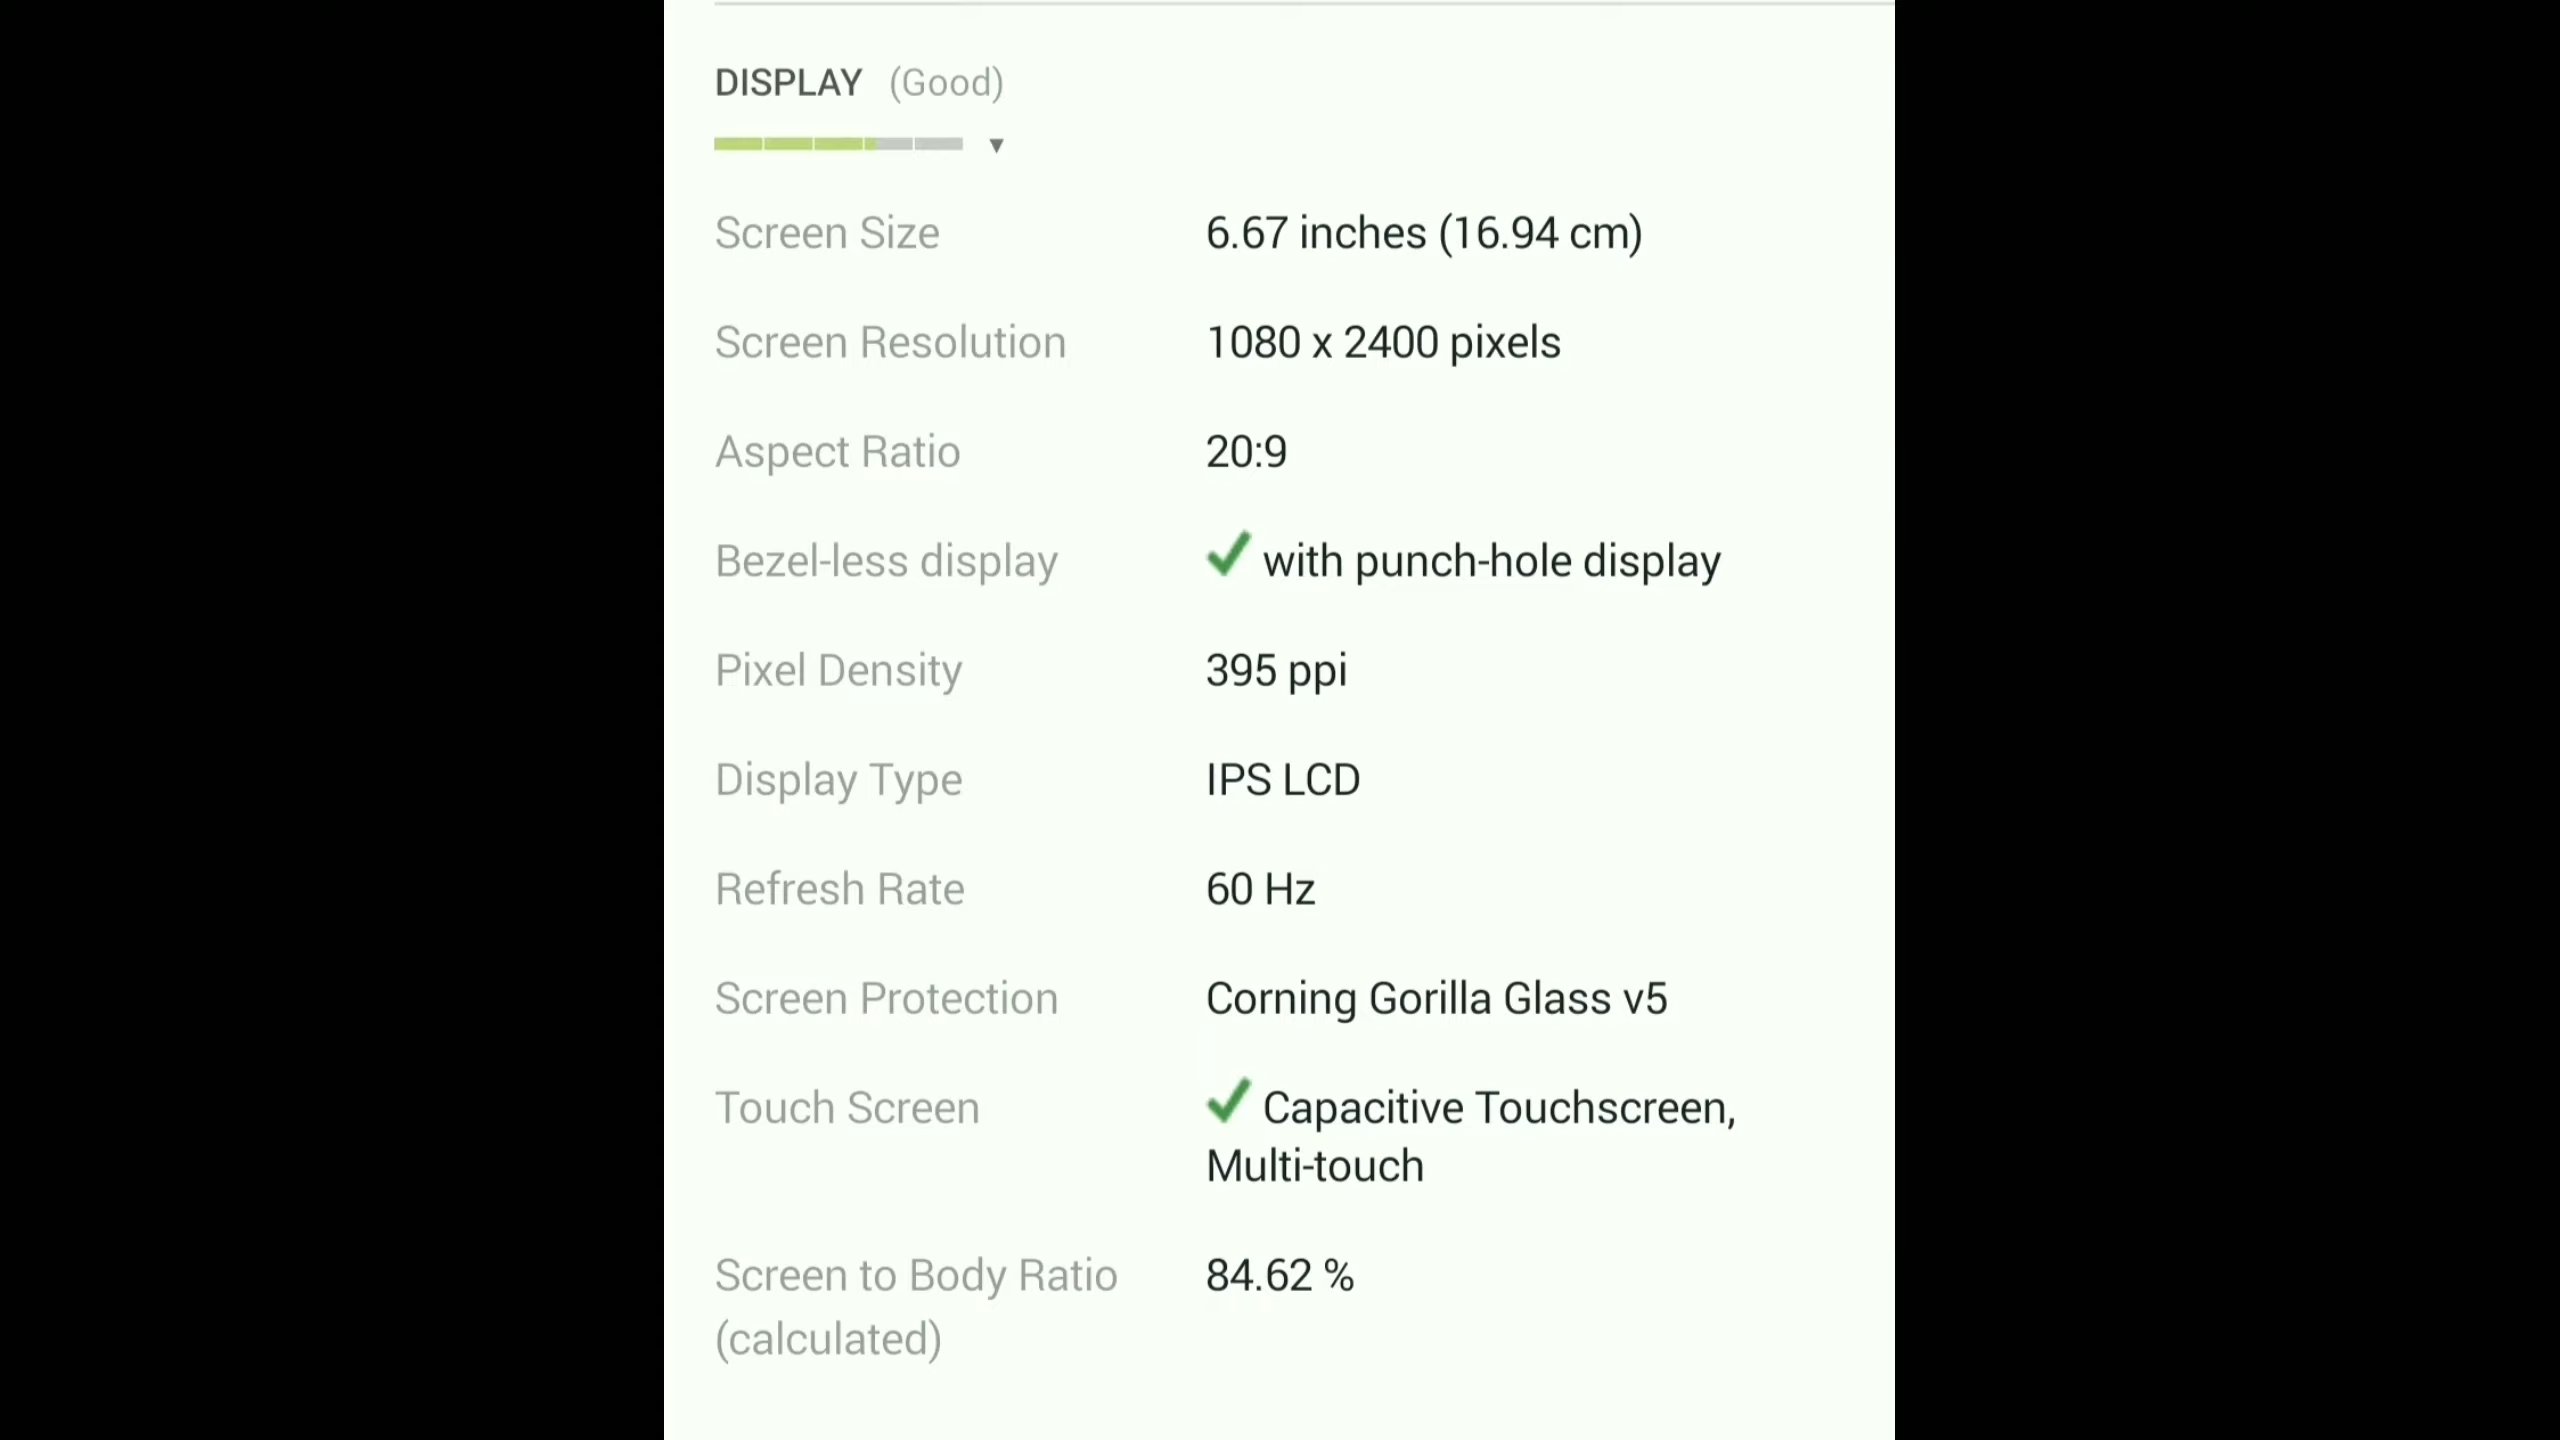 DISPLAY (Good)
Screen Size 6.67 inches (16.94 cm)
Screen Resolution 1080 x 2400 pixels
Aspect Ratio 20:9
Bezel-less display with punch-hole display
Pixel Density 395 ppi
Display Type IPS LCD
Refresh Rate 60 Hz
Screen Protection Corning Gorilla Glass v5
Touch Screen Capacitive Touchscreen,
Multi-touch
Screen to Body Ratio 84.62 %
(calculated)